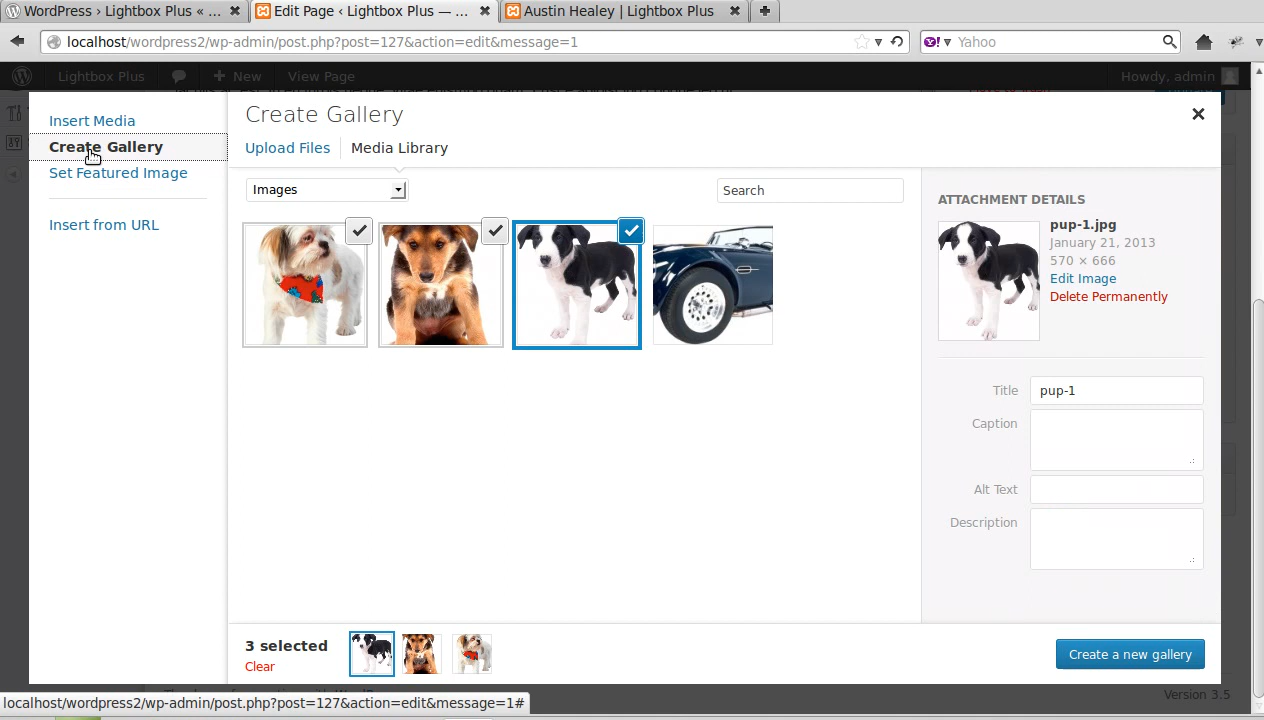 WordPress › Lightbox Plus « ...
Edit Page ‹ Lightbox Plus — ...
Austin Healey | Lightbox Plus
localhost/wordpress2/wp-admin/post.php?post=127&action=edit&message=1
Yahoo
Lightbox Plus
New
View Page
Howdy, admin
Insert Media
Create Gallery
Set Featured Image
Insert from URL
Create Gallery
Upload Files
Media Library
Images
Search
ATTACHMENT DETAILS
pup-1.jpg
January 21, 2013
570 × 666
Edit Image
Delete Permanently
Title
pup-1
Caption
Alt Text
Description
3 selected
Clear
Create a new gallery
localhost/wordpress2/wp-admin/post.php?post=127&action=edit&message=1#
Version 3.5